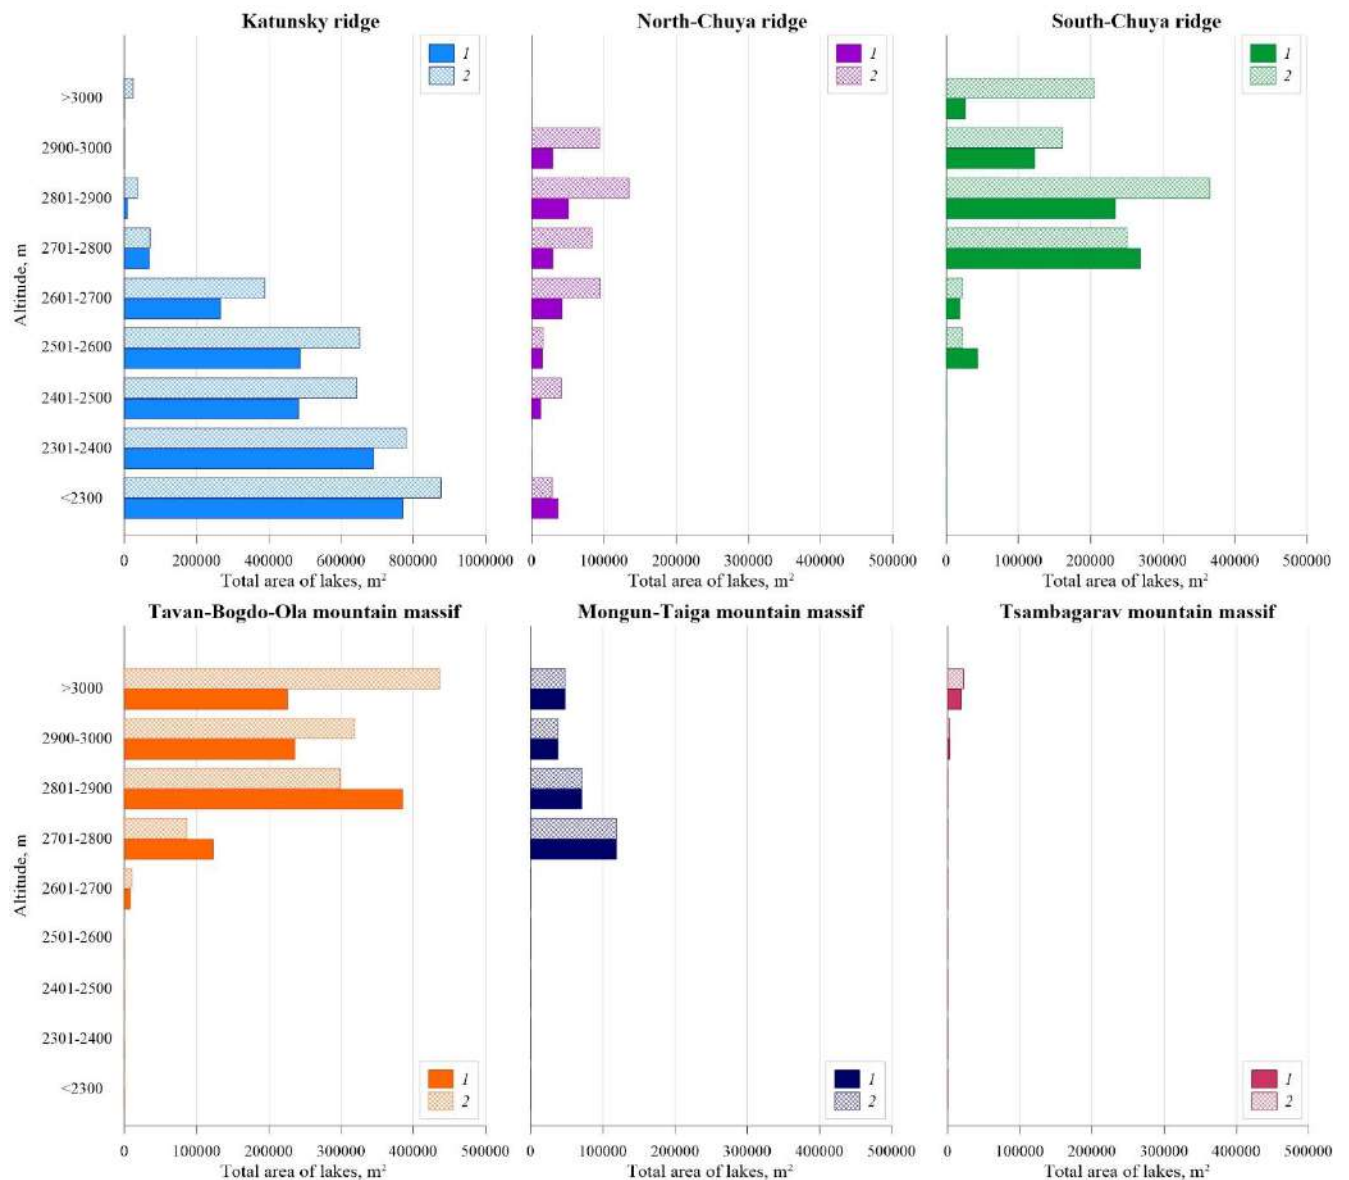 Katunsky ridge
1
2
Altitude, m
>3000
2900-3000
2801-2900
2701-2800
2601-2700
2501-2600
2401-2500
2301-2400
<2300
0 200000 400000 600000 800000 1000000
Total area of lakes, m²
North-Chuya ridge
1
2
0 100000 200000 300000 400000 500000
Total area of lakes, m²
South-Chuya ridge
1
2
0 100000 200000 300000 400000 500000
Total area of lakes, m²
Tavan-Bogdo-Ola mountain massif
Altitude, m
>3000
2900-3000
2801-2900
2701-2800
2601-2700
2501-2600
2401-2500
2301-2400
<2300
1
2
0 100000 200000 300000 400000 500000
Total area of lakes, m²
Mongun-Taiga mountain massif
1
2
0 100000 200000 300000 400000 500000
Total area of lakes, m²
Tsambagarav mountain massif
1
2
0 100000 200000 300000 400000 500000
Total area of lakes, m²